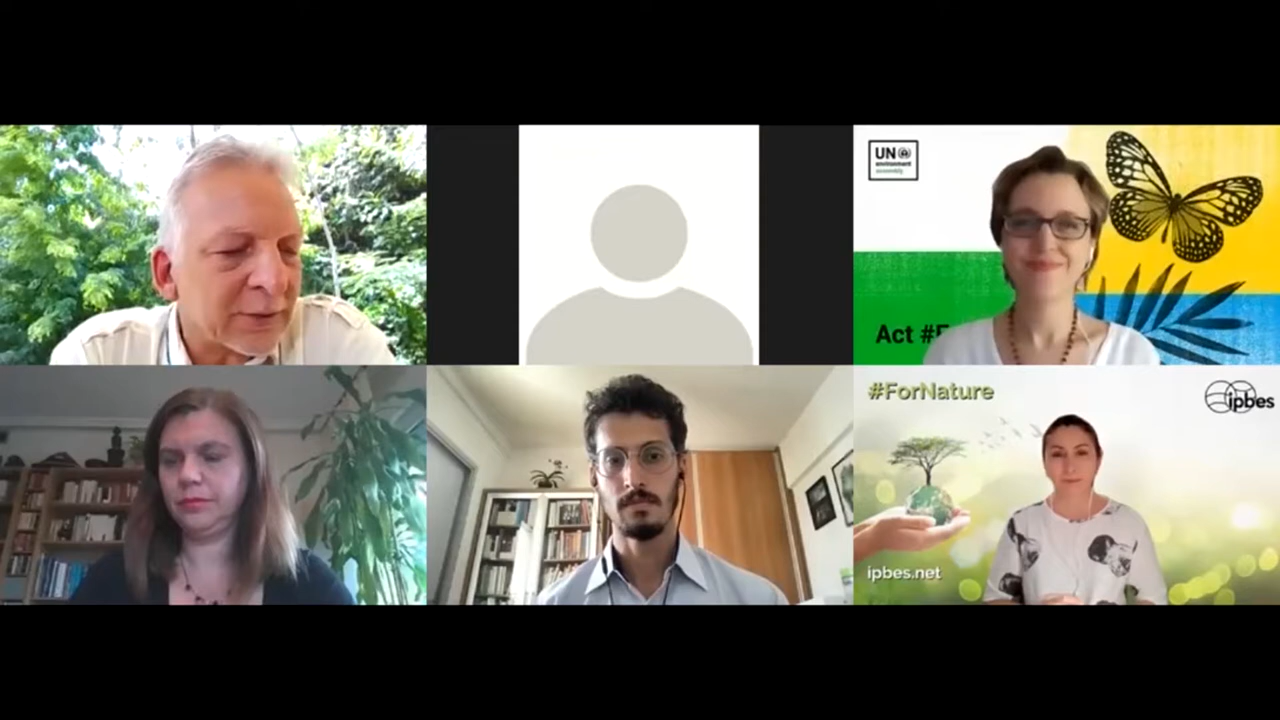 UN
environment
assembly
Act #F
#ForNature
ipbes
ipbes.net